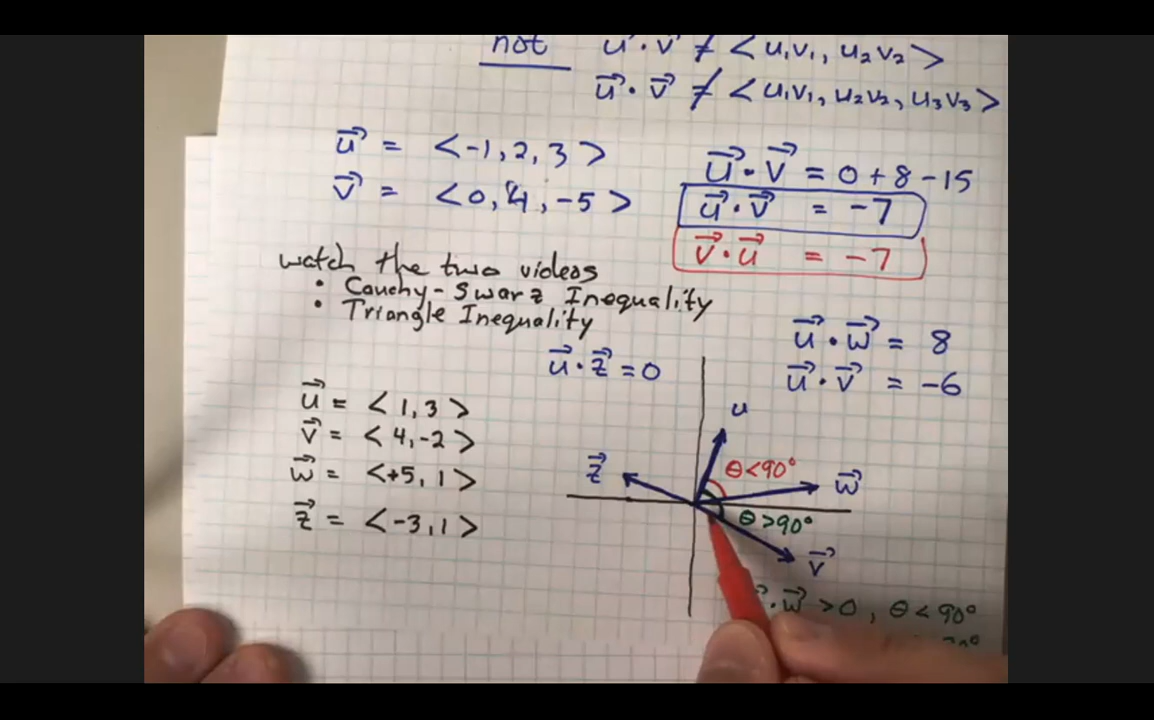 not u⃗ · v⃗ ≠ < u₁v₁, u₂v₂ >
u⃗ · v⃗ ≠ < u₁v₁, u₂v₂, u₃v₃ >
u⃗ = < -1, 2, 3 >
v⃗ = < 0, 4, -5 >
u⃗ · v⃗ = 0 + 8 - 15
u⃗ · v⃗ = -7
v⃗ · u⃗ = -7
watch the two videos
• Cauchy - Swarz Inequality
• Triangle Inequality
u⃗ · w⃗ = 8
u⃗ · v⃗ = -6
u⃗ · z⃗ = 0
u⃗ = < 1, 3 >
v⃗ = < 4, -2 >
w⃗ = < +5, 1 >
z⃗ = < -3, 1 >
u
θ < 90°
z⃗
w⃗
θ > 90°
v⃗
· w⃗ > 0, θ < 90°